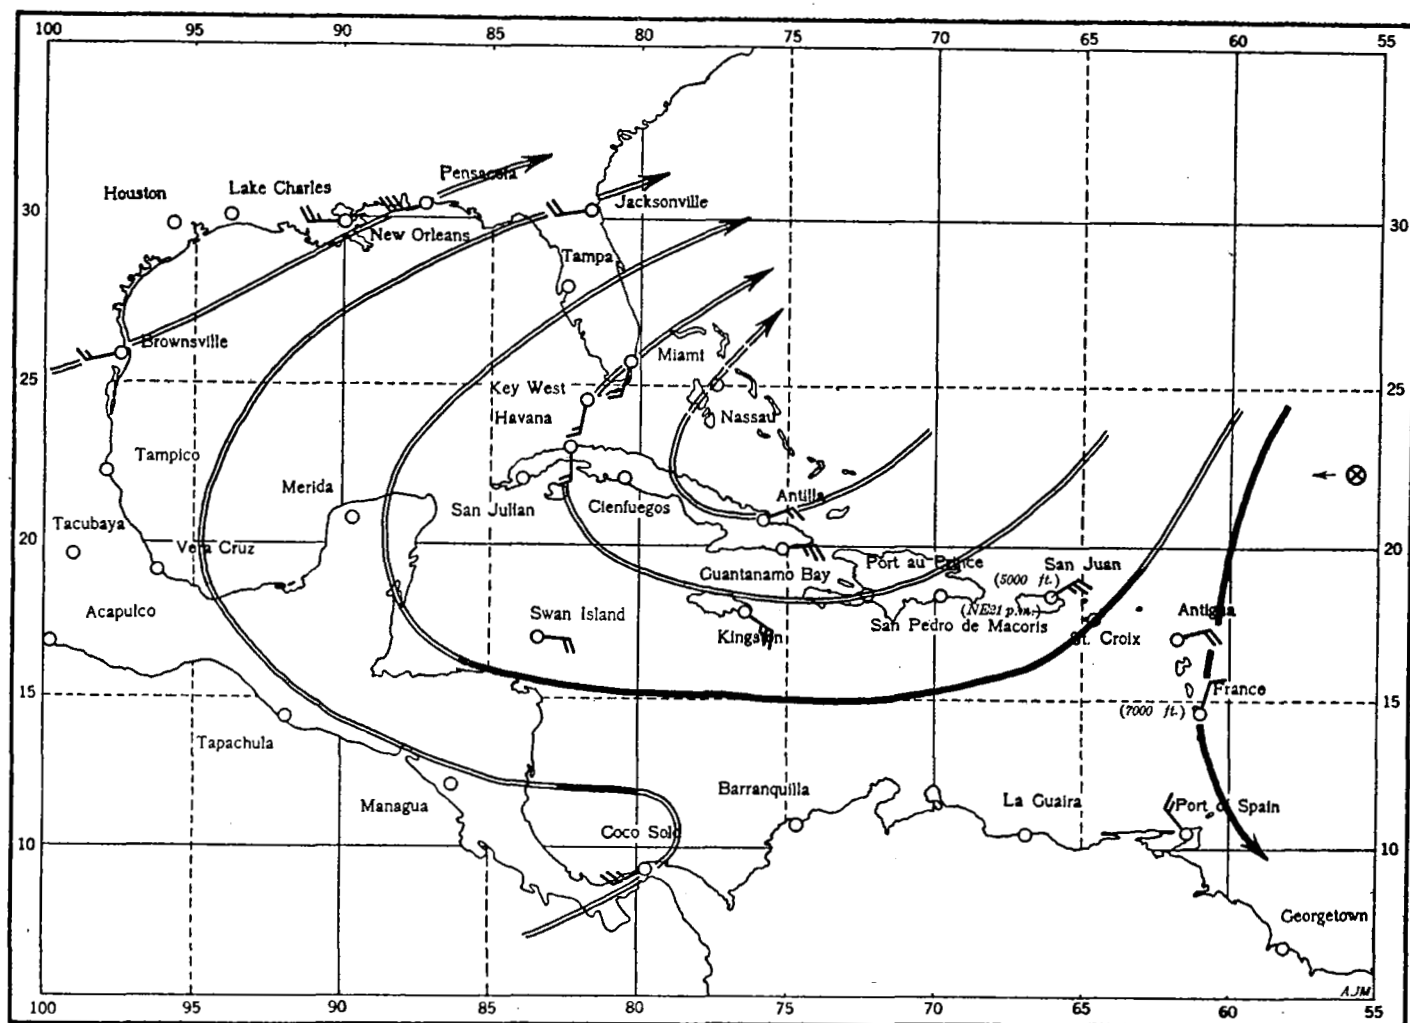 100 95 90 85 80 75 70 65 60 55
Pensacola
Houston
Lake Charles
30
Jacksonville
30
New Orleans
Tampa
Brownsville
Miami
25
Key West
25
Havana
Nassau
Tampico
Merida
Antilla
San Julian
Cienfuegos
Tacubaya
20
Vera Cruz
20
Port au Prince
San Juan
Guantanamo Bay
(5000 ft.)
Acapulco
Swan Island
(NE21 p.m.)
Antigua
Kingston
San Pedro de Macoris
St. Croix
15
France
(7000 ft.)
15
Tapachula
Barranquilla
La Guaira
Managua
Port of Spain
Coco Solo
10
10
Georgetown
AJM
100 95 90 85 80 75 70 65 60 55